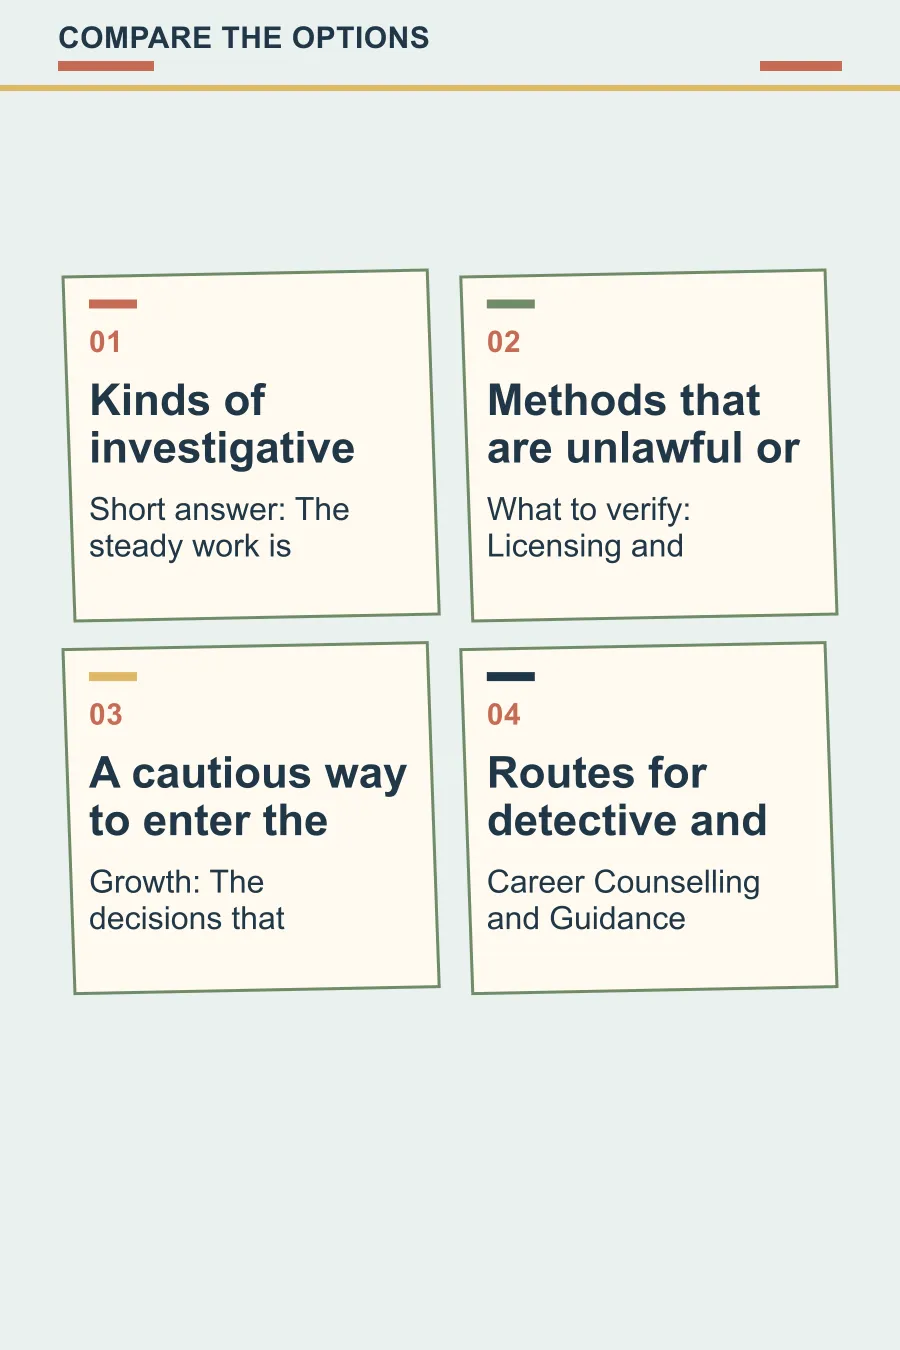 COMPARE THE OPTIONS
01
Kinds of
investigative
Short answer: The
steady work is
02
Methods that
are unlawful or
What to verify:
Licensing and
03
A cautious way
to enter the
Growth: The
decisions that
04
Routes for
detective and
Career Counselling
and Guidance